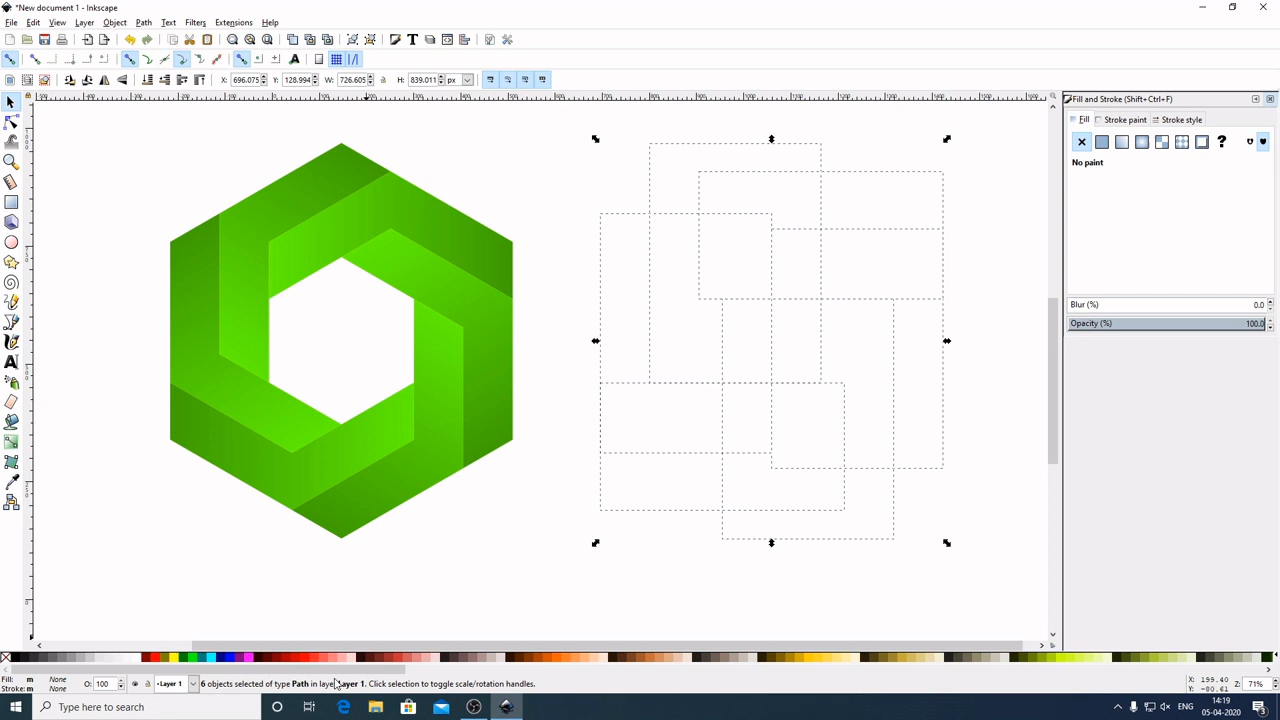 *New document 1 - Inkscape
File Edit View Layer Object Path Text Filters Extensions Help
X: 696.075 Y: 128.994 W: 726.605 H: 839.011 px
Fill and Stroke (Shift+Ctrl+F)
Fill Stroke paint Stroke style
?
No paint
Blur (%) 0.0
Opacity (%) 100.0
Fill: m None
Stroke: m None
O: 100
•Layer 1
6 objects selected of type Path in layer Layer 1. Click selection to toggle scale/rotation handles.
X: 199.40
Y: -80.61
Z: 71%
Type here to search
ENG
14:19
05-04-2020